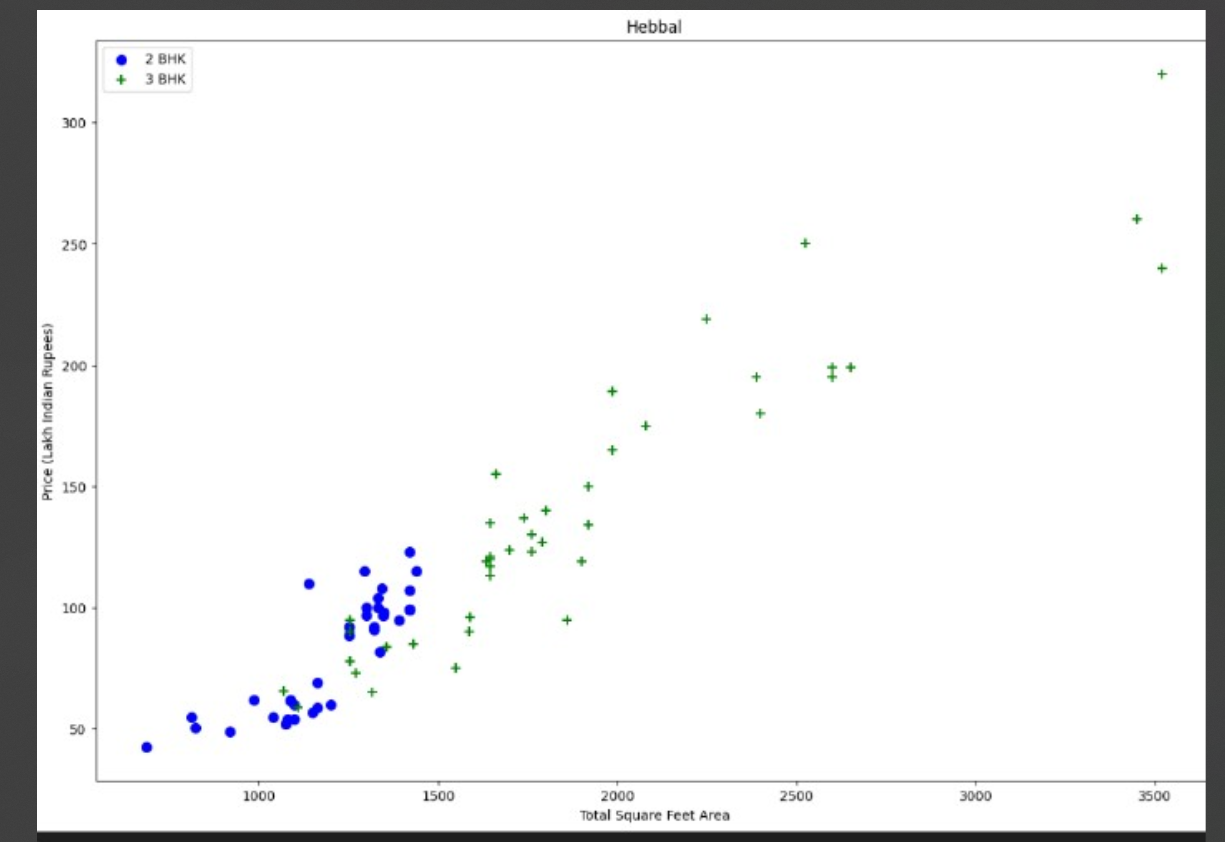 Hebbal
2 BHK
3 BHK
300
250
200
150
100
50
Price (Lakh Indian Rupees)
1000 1500 2000 2500 3000 3500
Total Square Feet Area